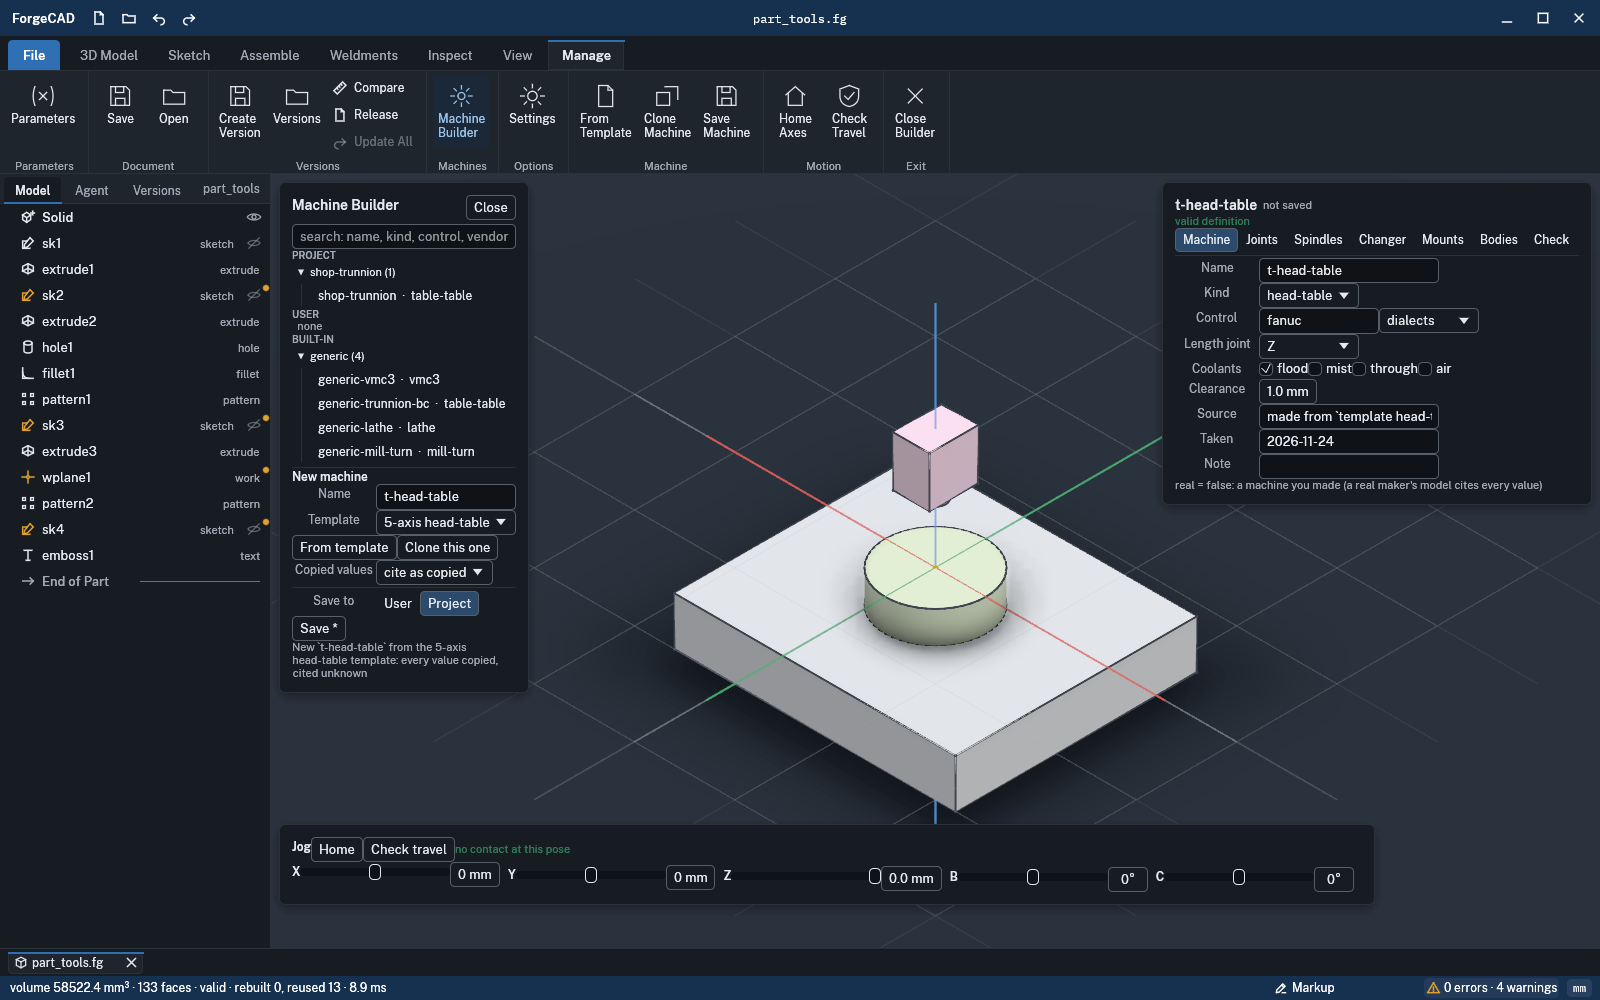 ForgeCAD
part_tools.fg
File 3D Model Sketch Assemble Weldments Inspect View Manage
Parameters
Save
Open
Create Version
Versions
Compare
Release
Update All
Machine Builder
Settings
From Template
Clone Machine
Save Machine
Home Axes
Check Travel
Close Builder
Parameters Document Versions Machines Options Machine Motion Exit
Model Agent Versions part_tools
Solid
sk1 sketch
extrude1 extrude
sk2 sketch
extrude2 extrude
hole1 hole
fillet1 fillet
pattern1 pattern
sk3 sketch
extrude3 extrude
wplane1 work
pattern2 pattern
sk4 sketch
emboss1 text
End of Part
Machine Builder Close
search: name, kind, control, vendor
PROJECT
shop-trunnion (1)
shop-trunnion · table-table
USER
none
BUILT-IN
generic (4)
generic-vmc3 · vmc3
generic-trunnion-bc · table-table
generic-lathe · lathe
generic-mill-turn · mill-turn
New machine
Name t-head-table
Template 5-axis head-table
From template Clone this one
Copied values cite as copied
Save to User Project
Save *
New `t-head-table` from the 5-axis
head-table template: every value copied,
cited unknown
t-head-table not saved
valid definition
Machine Joints Spindles Changer Mounts Bodies Check
Name t-head-table
Kind head-table
Control fanuc dialects
Length joint Z
Coolants flood mist through air
Clearance 1.0 mm
Source made from `template head-t
Taken 2026-11-24
Note
real = false: a machine you made (a real maker's model cites every value)
Jog Home Check travel no contact at this pose
X 0 mm Y 0 mm Z 0.0 mm B 0° C 0°
part_tools.fg
volume 58522.4 mm³ · 133 faces · valid · rebuilt 0, reused 13 · 8.9 ms
Markup
0 errors · 4 warnings
mm